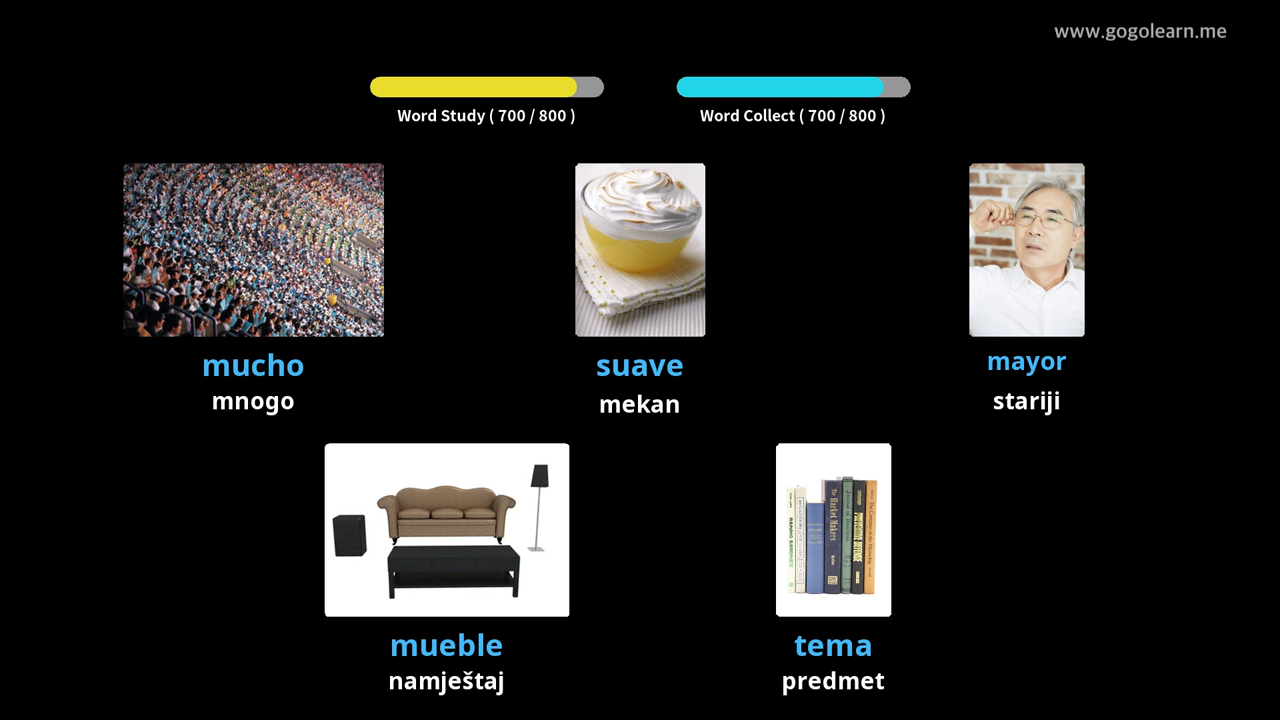 www.gogolearn.me
Word Study ( 700 / 800 )
Word Collect ( 700 / 800 )
mucho
mnogo
suave
mekan
mayor
stariji
mueble
namještaj
tema
predmet